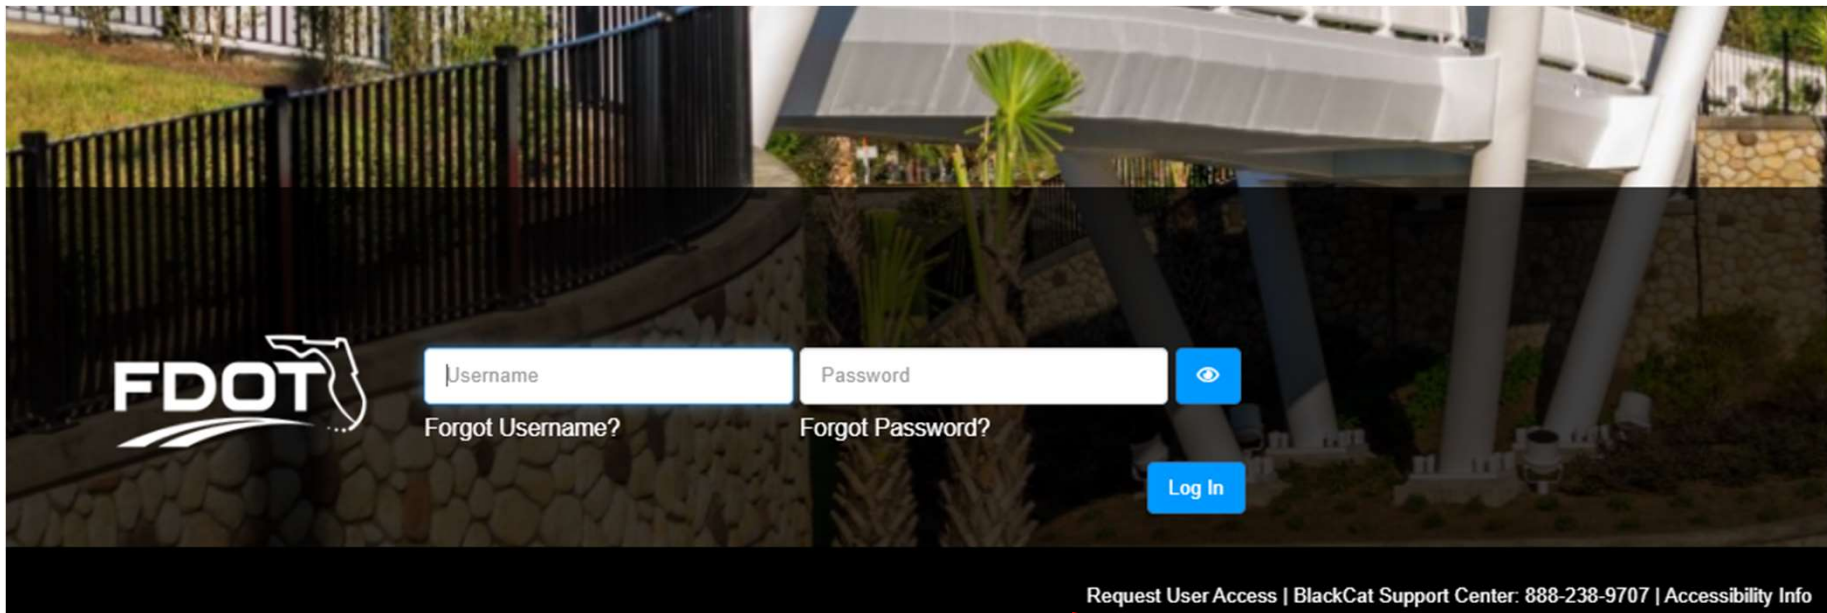 FDOT
Username
Password
Forgot Username?
Forgot Password?
Log In
Request User Access | BlackCat Support Center: 888-238-9707 | Accessibility Info